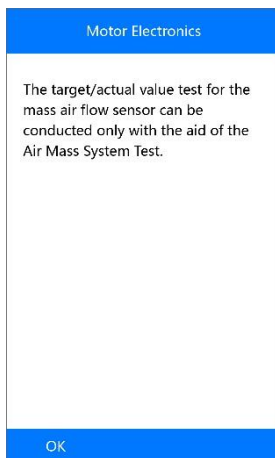 Motor Electronics
The target/actual value test for the
mass air flow sensor can be
conducted only with the aid of the
Air Mass System Test.
OK